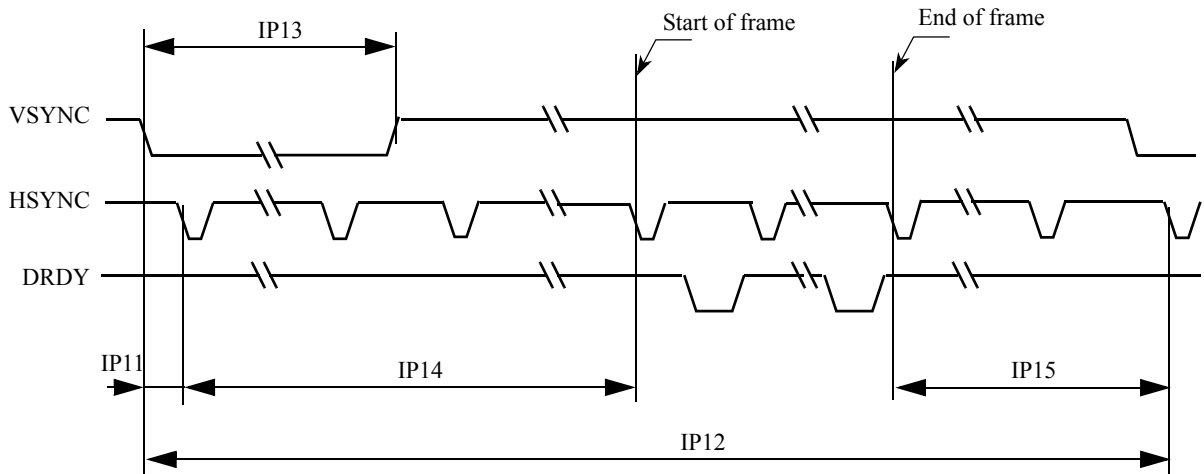 IP13
Start of frame
End of frame
VSYNC
HSYNC
DRDY
IP11
IP14
IP15
IP12